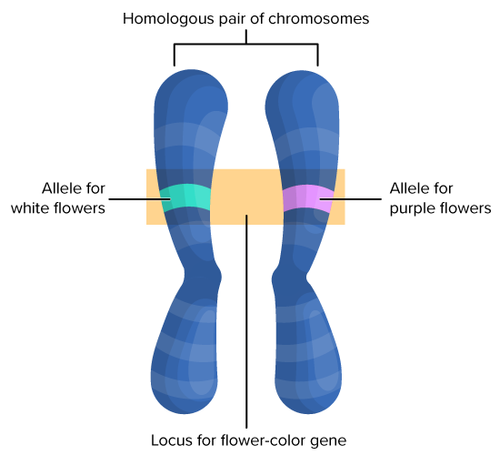 Homologous pair of chromosomes
Allele for
white flowers
Allele for
purple flowers
Locus for flower-color gene